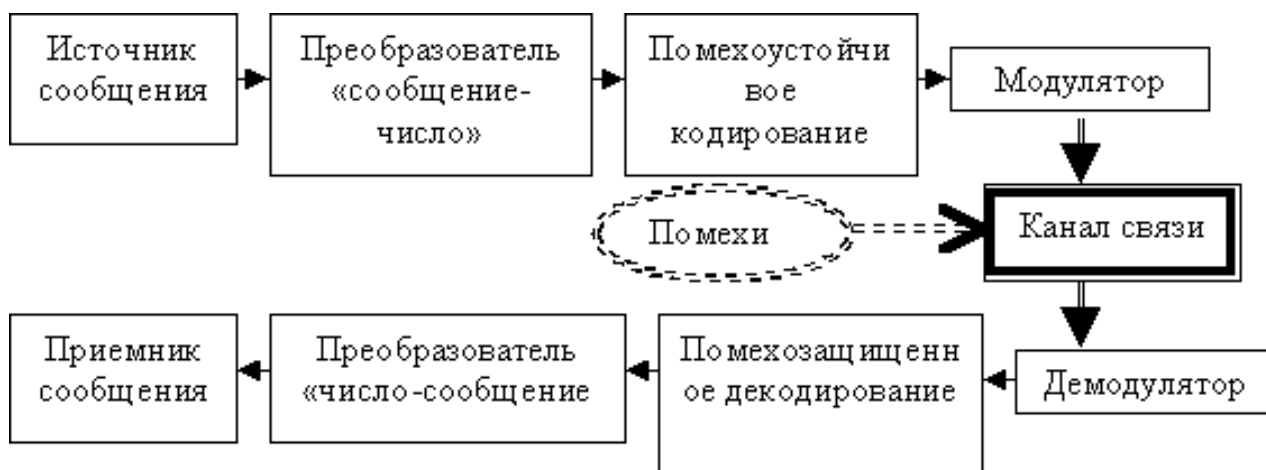 Источник
сообщения
Преобразователь
«сообщение-
число»
Помехоустойчи
вое
кодирование
Модулятор
Помехи
Канал связи
Приемник
сообщения
Преобразователь
«число-сообщение
Помехозащищенн
ое декодирование
Демодулятор